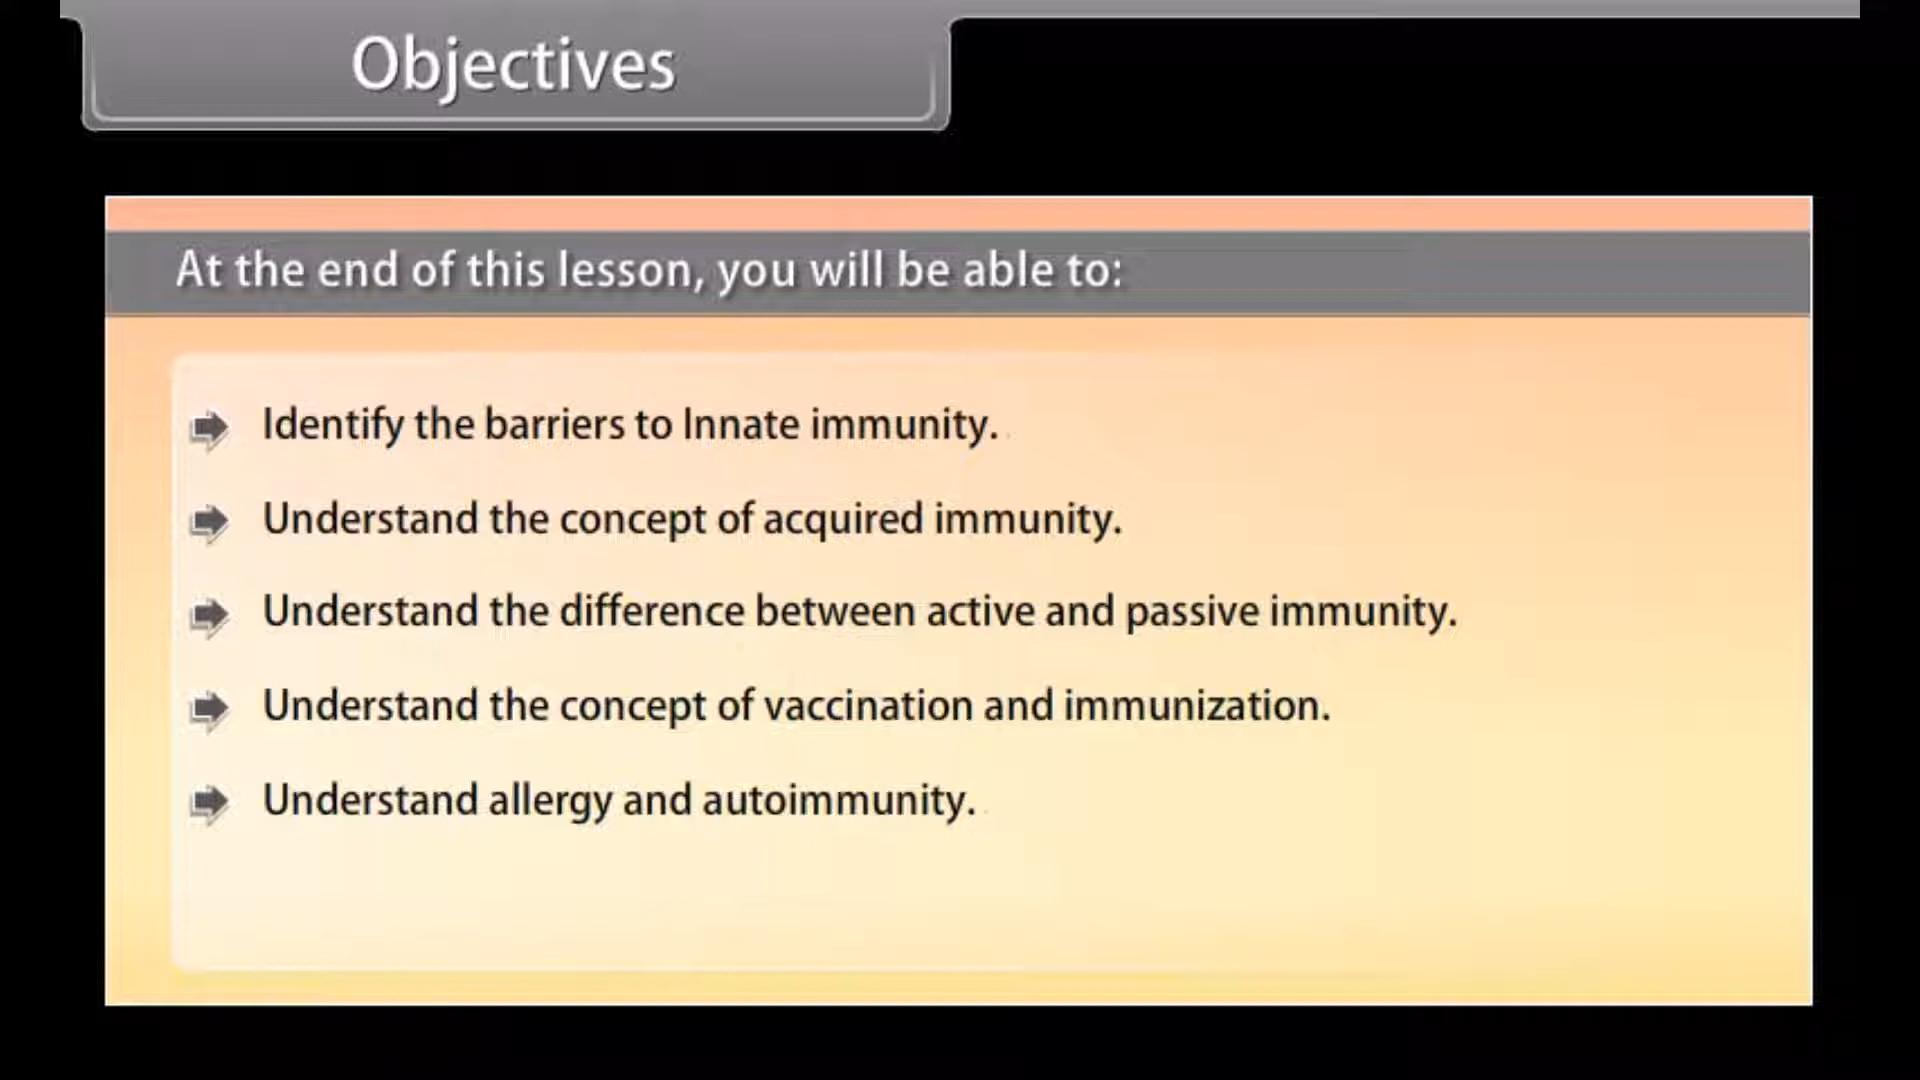 Objectives
At the end of this lesson, you will be able to:
Identify the barriers to Innate immunity.
Understand the concept of acquired immunity.
Understand the difference between active and passive immunity.
Understand the concept of vaccination and immunization.
Understand allergy and autoimmunity.